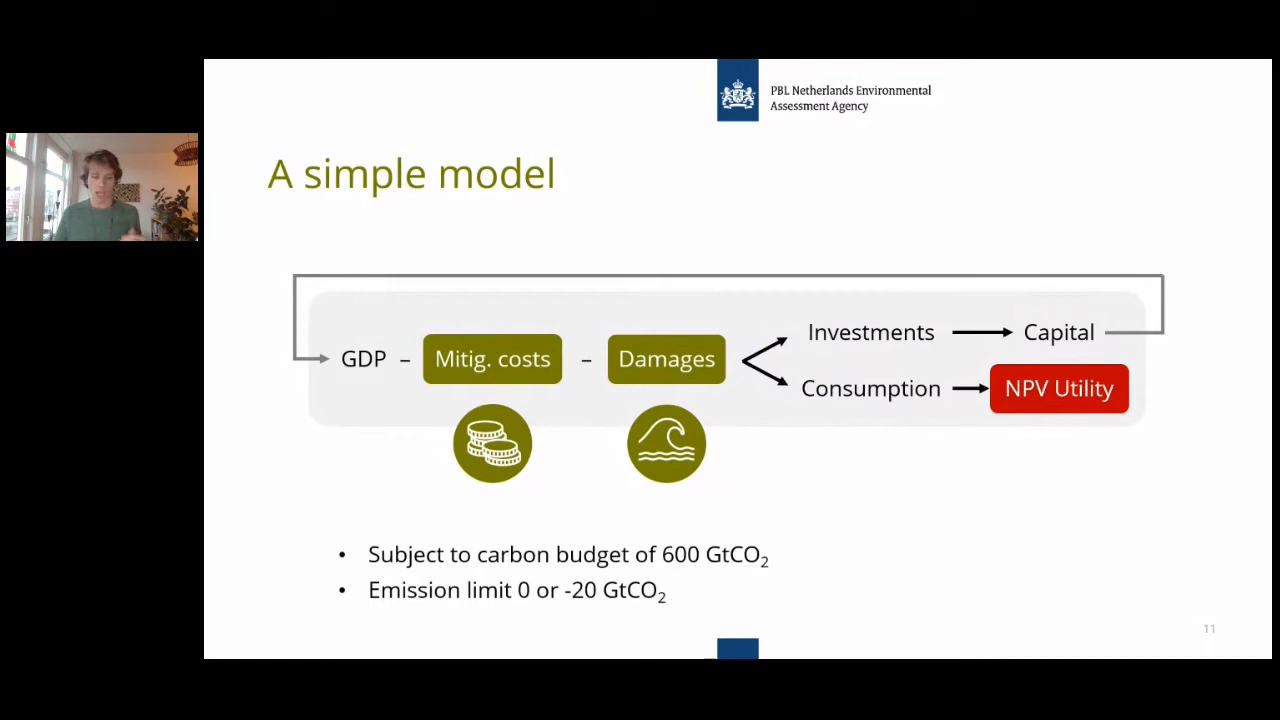 PBL Netherlands Environmental
Assessment Agency
A simple model
GDP – Mitig. costs – Damages
Investments Capital
Consumption NPV Utility
• Subject to carbon budget of 600 GtCO₂
• Emission limit 0 or -20 GtCO₂
11